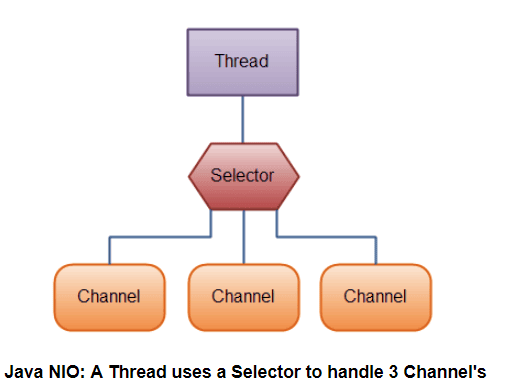 Thread
Selector
Channel
Channel
Channel
Java NIO: A Thread uses a Selector to handle 3 Channel's